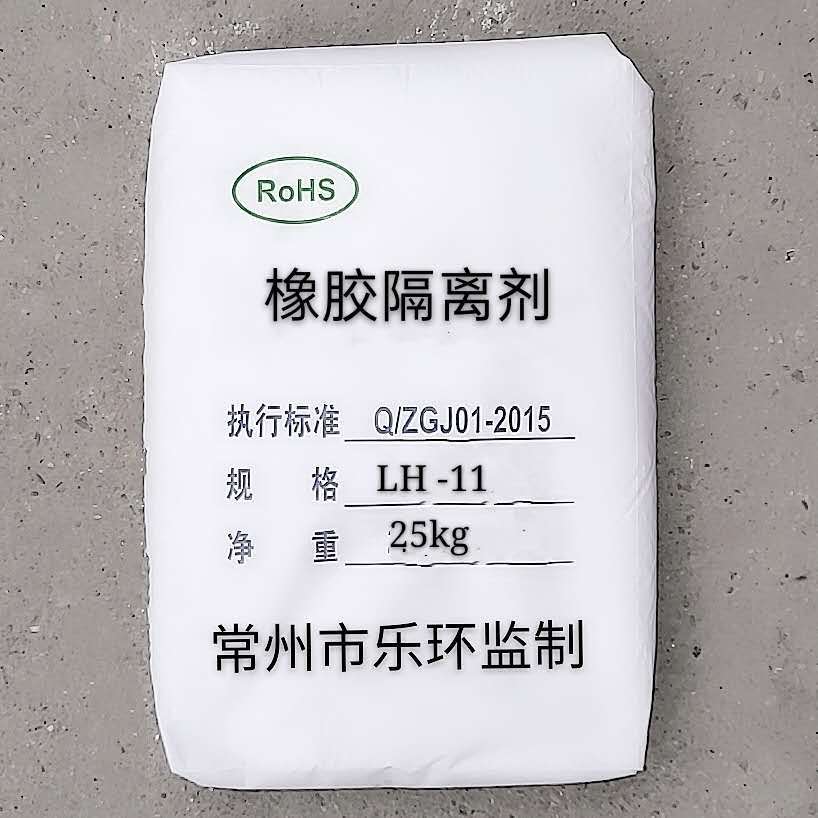 RoHS
橡胶隔离剂
执行标准 Q/ZGJ01-2015
规 格 LH -11
净 重 25kg
常州市乐环监制